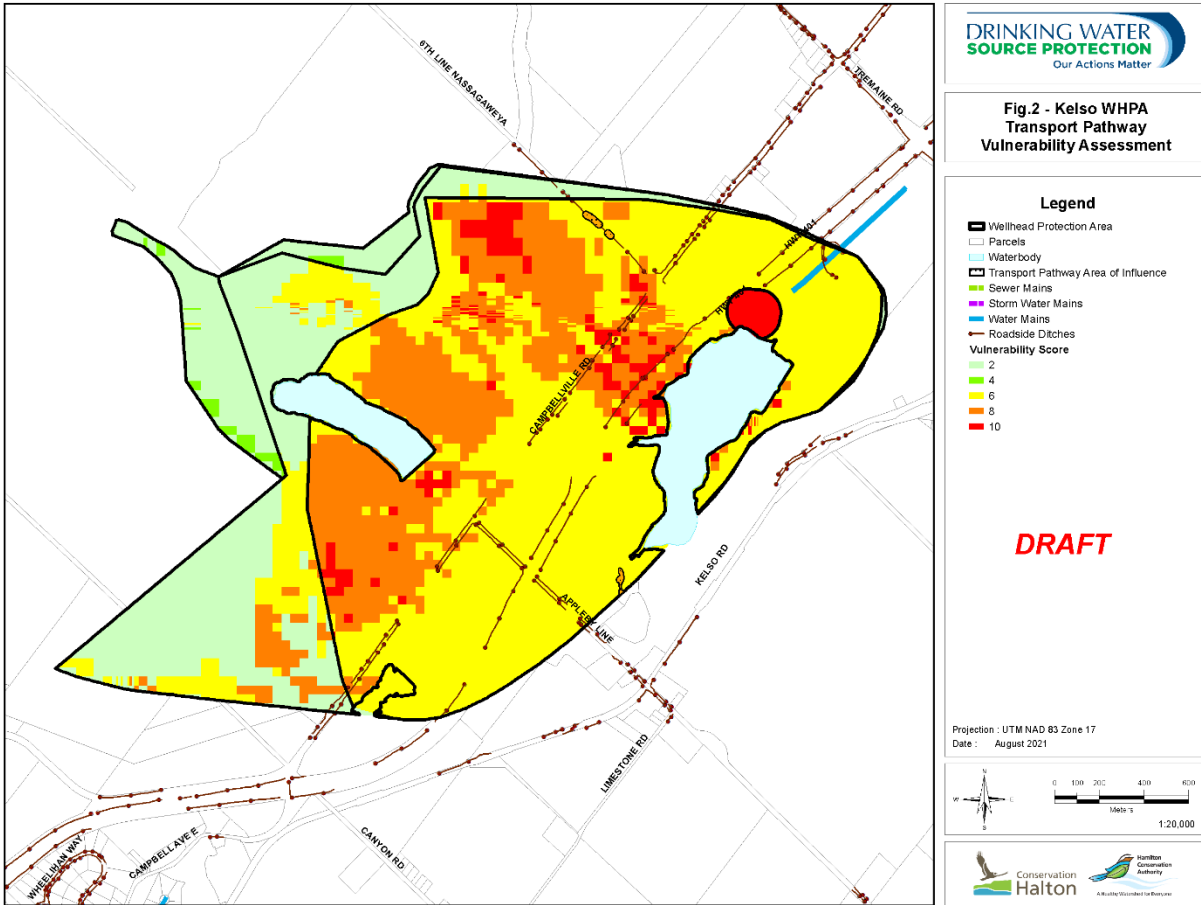 6TH LINE NASSAGAWEYA
TREMAINE RD
CAMPBELLVILLE RD
KELSO RD
APPLEBY LINE
LIMESTONE RD
CANYON RD
CAMPBELL AVE E
WHEELIHAN WAY
DRINKING WATER
SOURCE PROTECTION
Our Actions Matter
Fig.2 - Kelso WHPA
Transport Pathway
Vulnerability Assessment
Legend
Wellhead Protection Area
Parcels
Waterbody
Transport Pathway Area of Influence
Sewer Mains
Storm Water Mains
Water Mains
Roadside Ditches
Vulnerability Score
2
4
6
8
10
DRAFT
Projection : UTM NAD 83 Zone 17
Date : August 2021
N
W E
S
0 100 200 400 600
Meters
1:20,000
Conservation
Halton
Hamilton
Conservation
Authority
A Healthy Watershed for Everyone